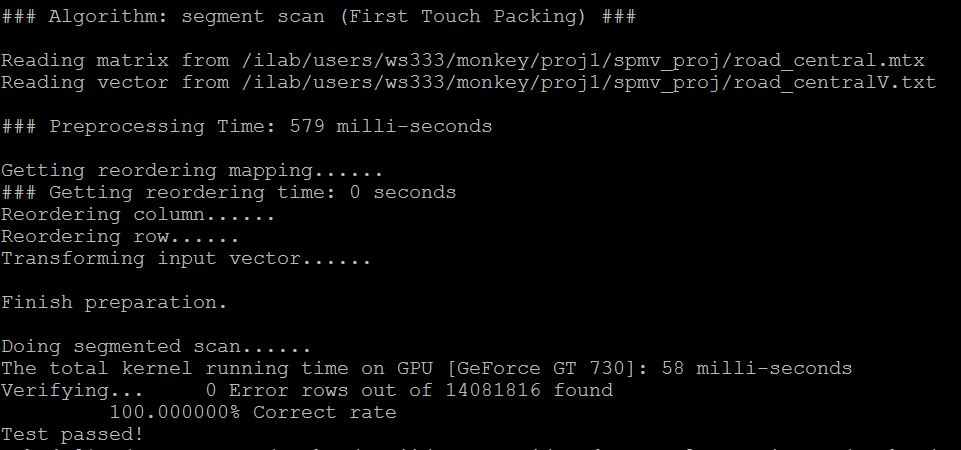 ### Algorithm: segment scan (First Touch Packing) ###
Reading matrix from /ilab/users/ws333/monkey/proj1/spmv_proj/road_central.mtx
Reading vector from /ilab/users/ws333/monkey/proj1/spmv_proj/road_centralV.txt
### Preprocessing Time: 579 milli-seconds
Getting reordering mapping......
### Getting reordering time: 0 seconds
Reordering column......
Reordering row......
Transforming input vector......
Finish preparation.
Doing segmented scan......
The total kernel running time on GPU [GeForce GT 730]: 58 milli-seconds
Verifying... 0 Error rows out of 14081816 found
100.000000% Correct rate
Test passed!